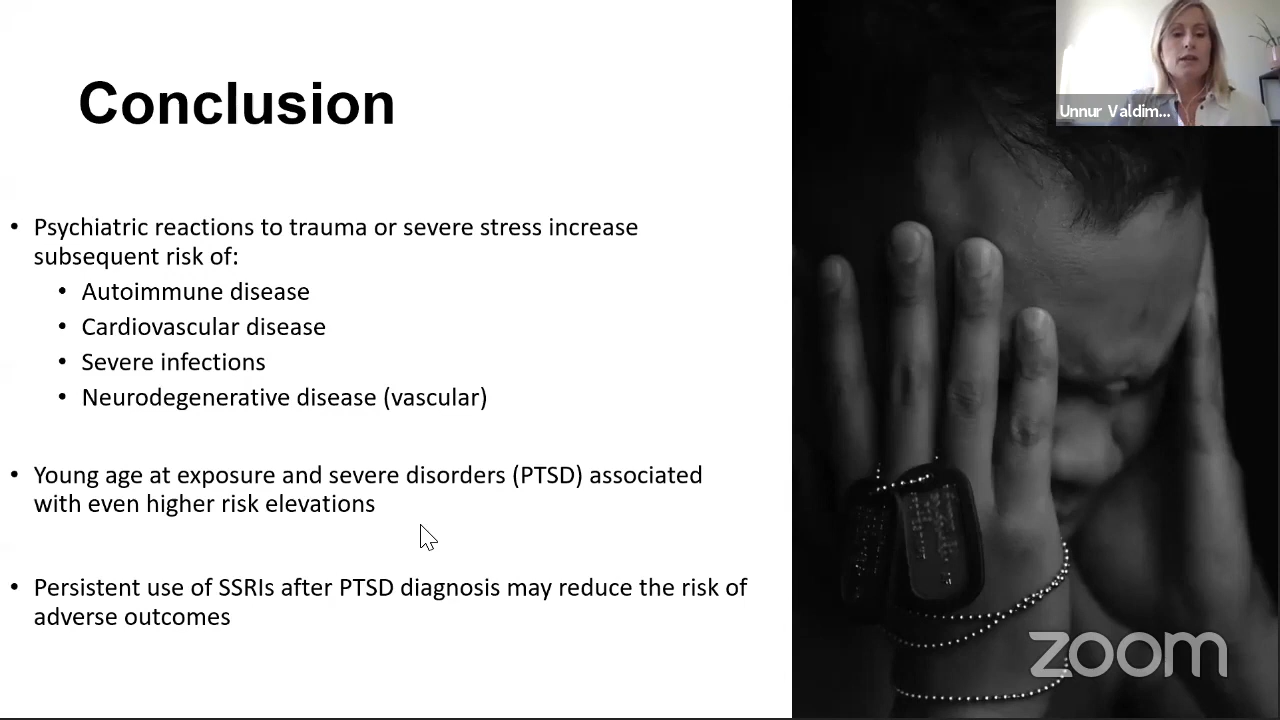 Conclusion
Unnur Valdim...
• Psychiatric reactions to trauma or severe stress increase
subsequent risk of:
• Autoimmune disease
• Cardiovascular disease
• Severe infections
• Neurodegenerative disease (vascular)
• Young age at exposure and severe disorders (PTSD) associated
with even higher risk elevations
• Persistent use of SSRIs after PTSD diagnosis may reduce the risk of
adverse outcomes
zoom